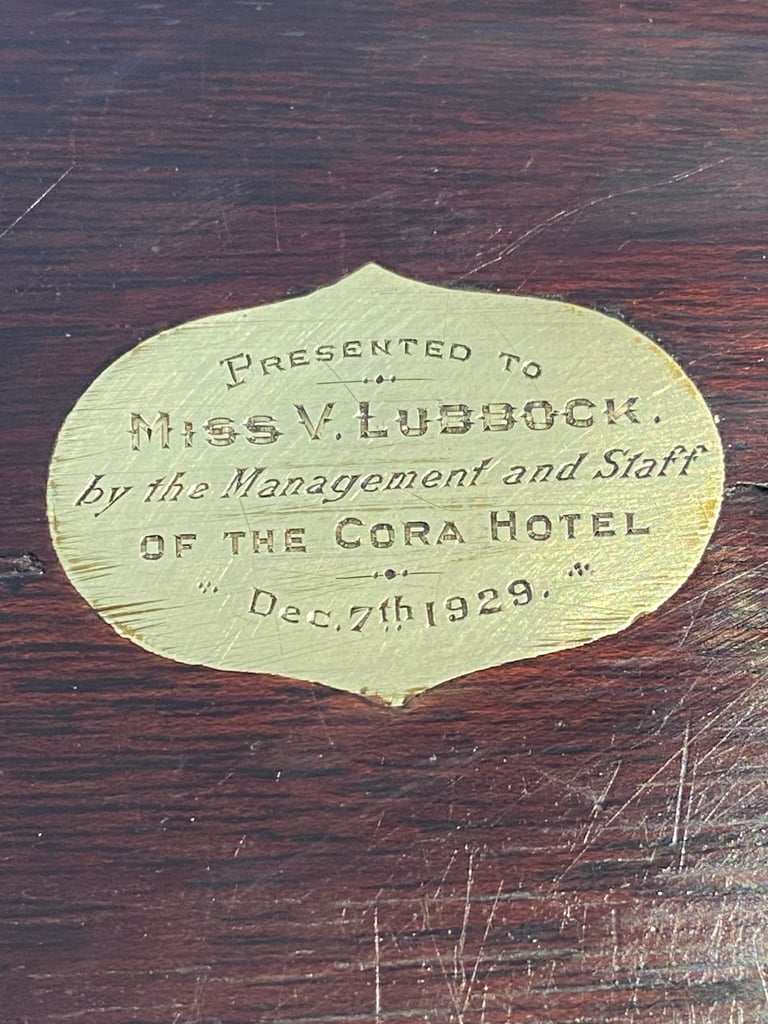 PRESENTED TO
MISS V. LUBBOCK.
by the Management and Staff
OF THE CORA HOTEL
Dec. 7th 1929.